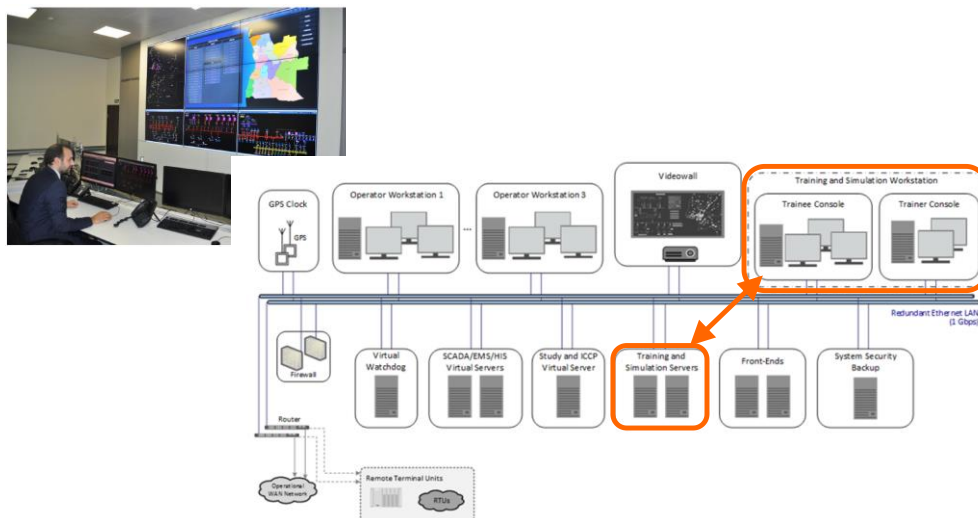 Videowall
Training and Simulation Workstation
GPS Clock
Operator Workstation 1
Operator Workstation 3
Trainee Console
Trainer Console
GPS
...
Redundant Ethernet LAN
(1 Gbps)
Firewall
Virtual
Watchdog
SCADA/EMS/HIS
Virtual Servers
Study and ICCP
Virtual Server
Training and
Simulation Servers
Front-Ends
System Security
Backup
Router
Operational
WAN Network
Remote Terminal Units
RTUs